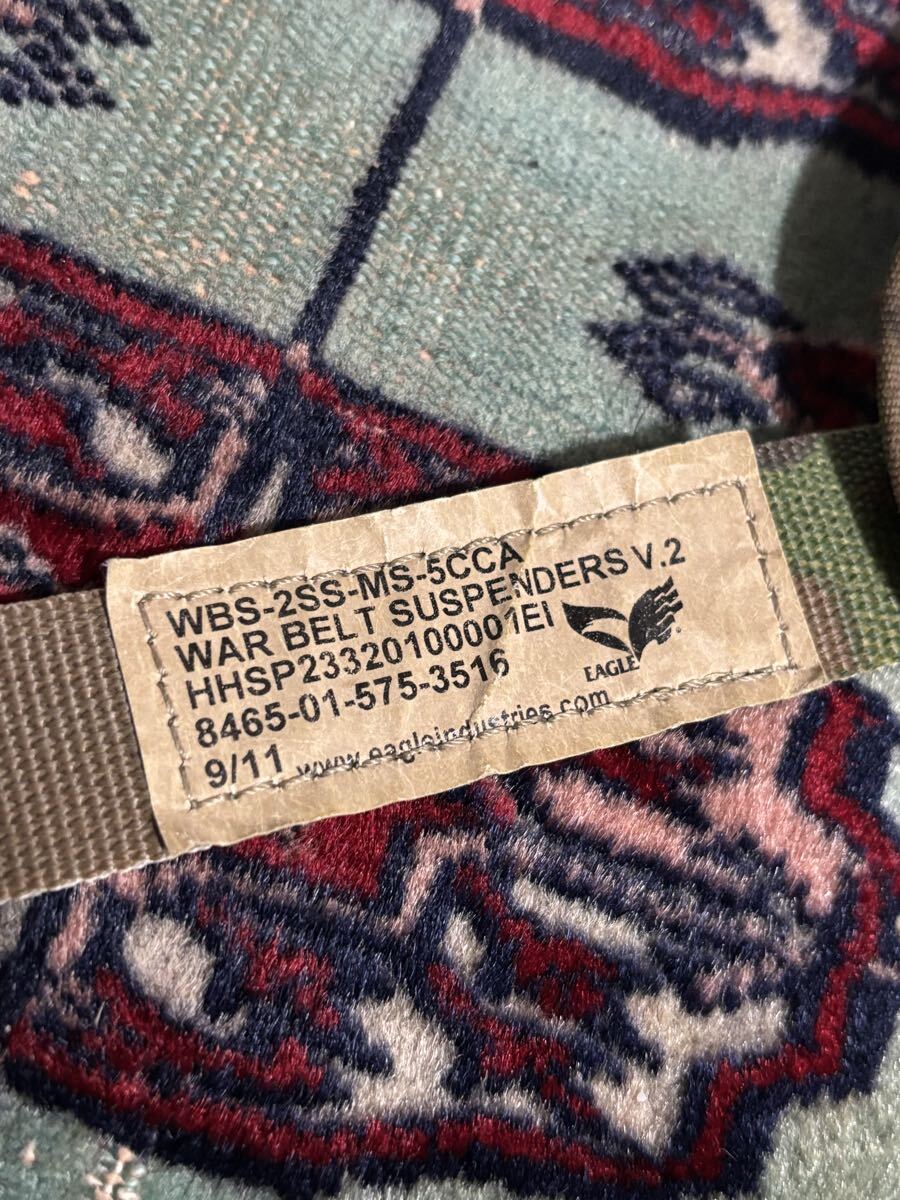 WBS-2SS-MS-5CCA
WAR BELT SUSPENDERS V.2
HHSP23320100001EI
8465-01-575-3516
9/11 www.eagleindustries.com
EAGLE